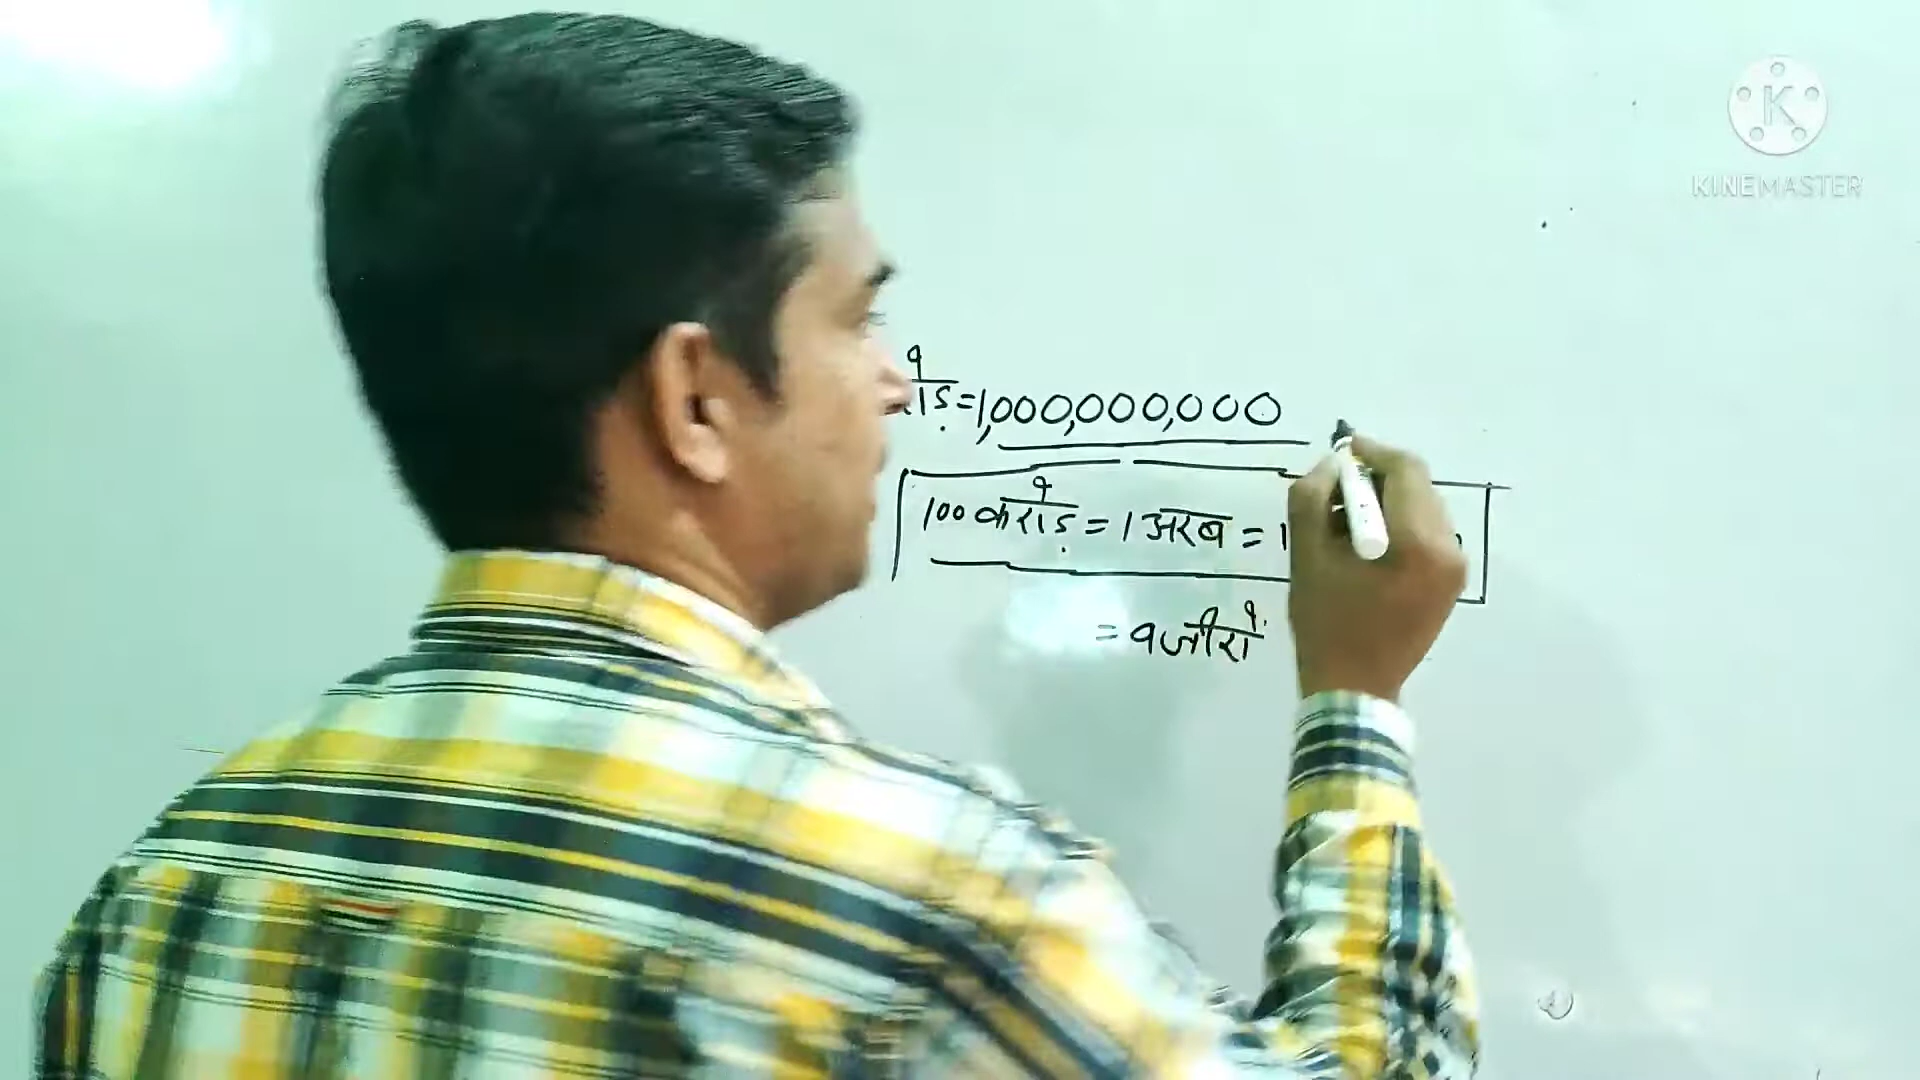 =1,000,000,000
100 करोड़ = 1 अरब = 1
= 9 जीरो
KINEMASTER